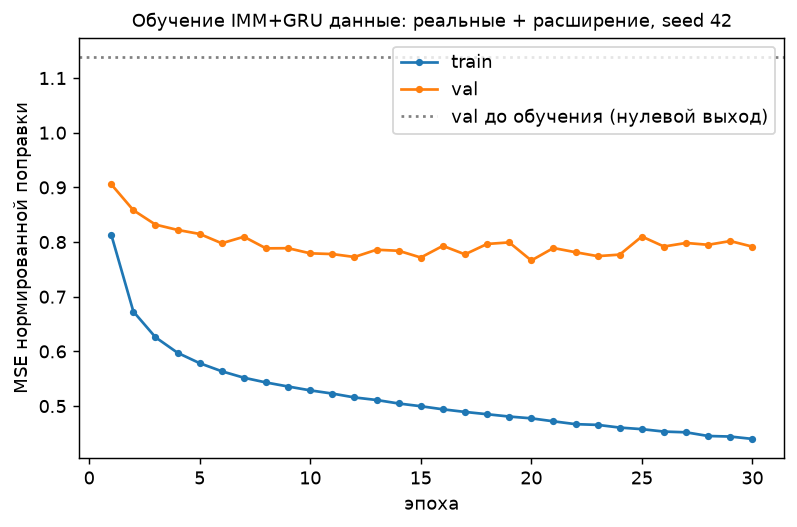 Обучение IMM+GRU данные: реальные + расширение, seed 42
train
val
val до обучения (нулевой выход)
MSE нормированной поправки
1.1
1.0
0.9
0.8
0.7
0.6
0.5
0 5 10 15 20 25 30
эпоха